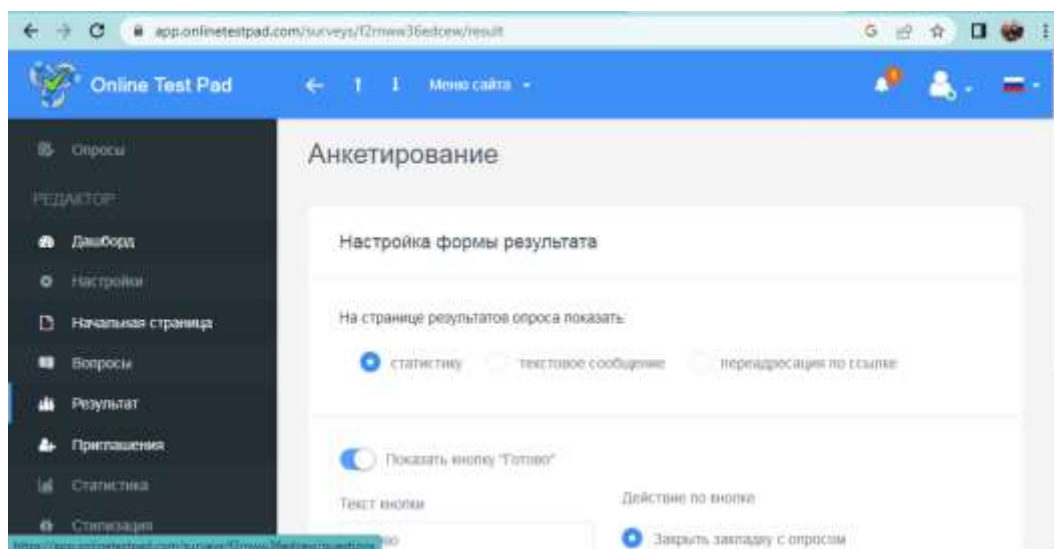 app.onlinetestpad.com/surveys/f2rnww36edcew/result
Online Test Pad
Меню сайта
Опросы
РЕДАКТОР
Дашборд
Настройки
Начальная страница
Вопросы
Результат
Приглашения
Статистика
Стилизация
Анкетирование
Настройка формы результата
На странице результатов опроса показать:
статистику текстовое сообщение переадресация по ссылке
Показать кнопку "Готово"
Текст кнопки
Действие по кнопке
Закрыть закладку с опросом